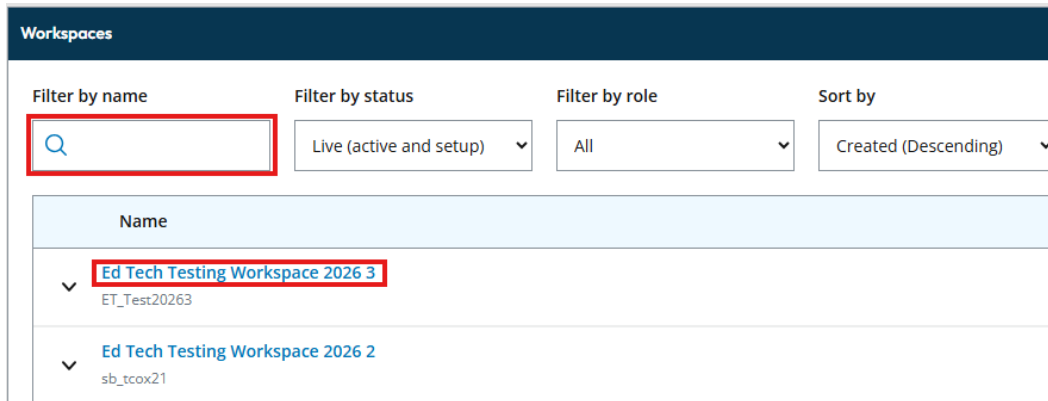 Workspaces
Filter by name Filter by status Filter by role Sort by
Live (active and setup) All Created (Descending)
Name
Ed Tech Testing Workspace 2026 3
ET_Test20263
Ed Tech Testing Workspace 2026 2
sb_tcox21